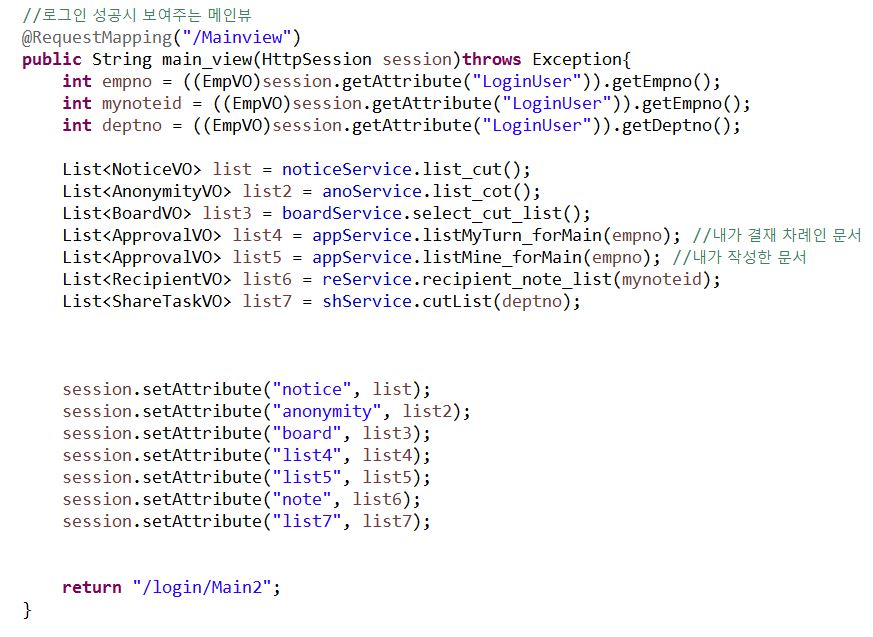 //로그인 성공시 보여주는 메인뷰
@RequestMapping("/Mainview")
public String main_view(HttpSession session)throws Exception{
int empno = ((EmpVO)session.getAttribute("LoginUser")).getEmpno();
int mynoteid = ((EmpVO)session.getAttribute("LoginUser")).getEmpno();
int deptno = ((EmpVO)session.getAttribute("LoginUser")).getDeptno();
List<NoticeVO> list = noticeService.list_cut();
List<AnonymityVO> list2 = anoService.list_cot();
List<BoardVO> list3 = boardService.select_cut_list();
List<ApprovalVO> list4 = appService.listMyTurn_forMain(empno); //내가 결재 차례인 문서
List<ApprovalVO> list5 = appService.listMine_forMain(empno); //내가 작성한 문서
List<RecipientVO> list6 = reService.recipient_note_list(mynoteid);
List<ShareTaskVO> list7 = shService.cutList(deptno);
session.setAttribute("notice", list);
session.setAttribute("anonymity", list2);
session.setAttribute("board", list3);
session.setAttribute("list4", list4);
session.setAttribute("list5", list5);
session.setAttribute("note", list6);
session.setAttribute("list7", list7);
return "/login/Main2";
}